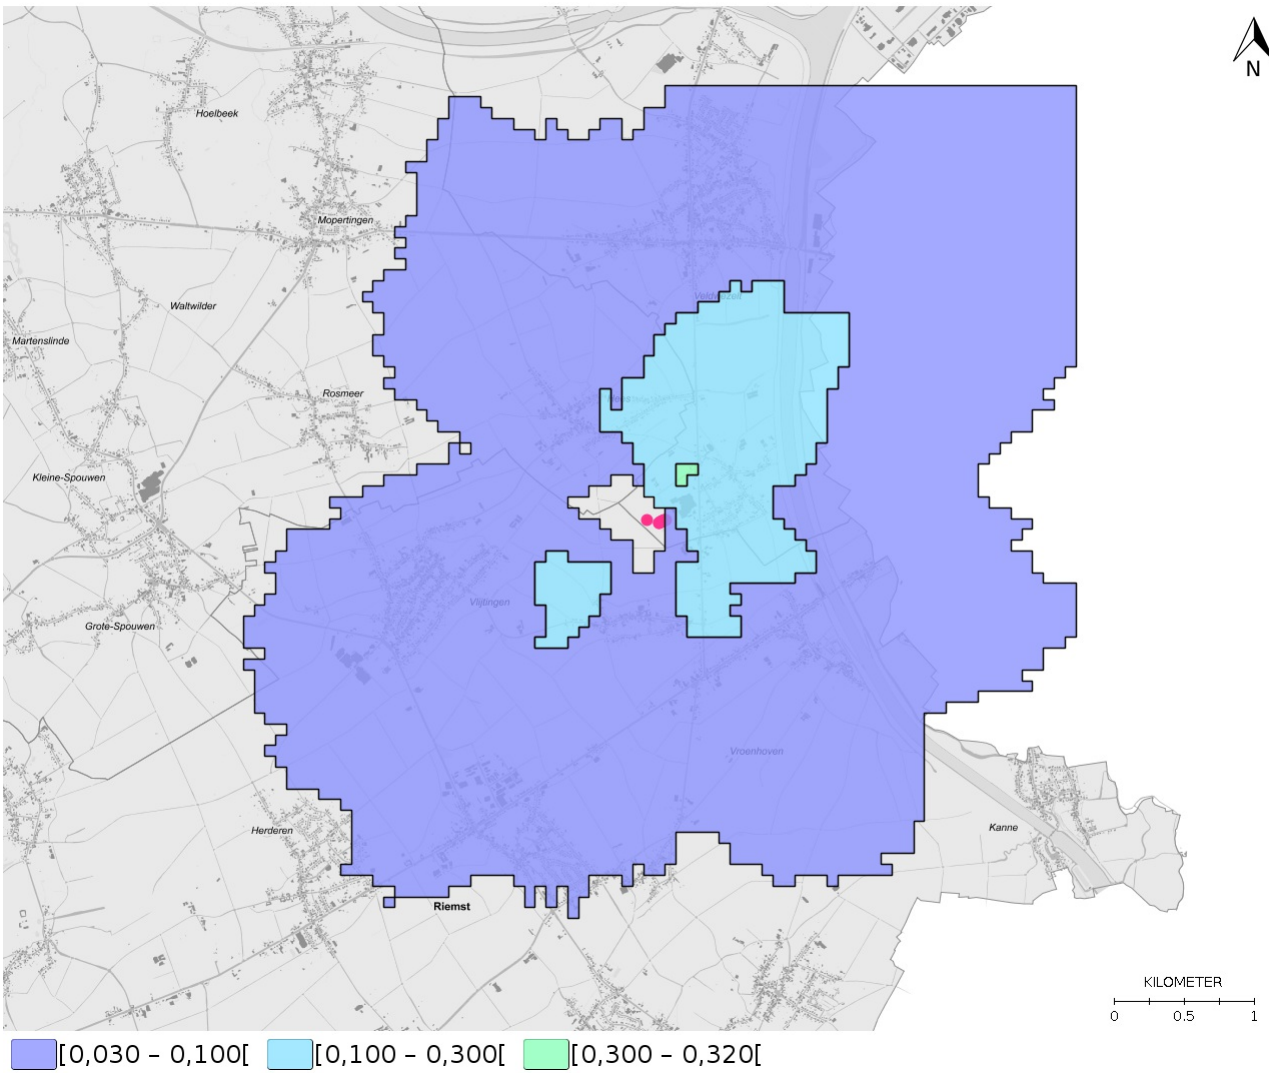 N
Hoelbeek
Mopertingen
Veldwezelt
Waltwilder
Martenslinde
Rosmeer
Kleine-Spouwen
Vlijtingen
Grote-Spouwen
Vroenhoven
Herderen
Kanne
Riemst
KILOMETER
0 0.5 1
[0,030 – 0,100[ [0,100 – 0,300[ [0,300 – 0,320[